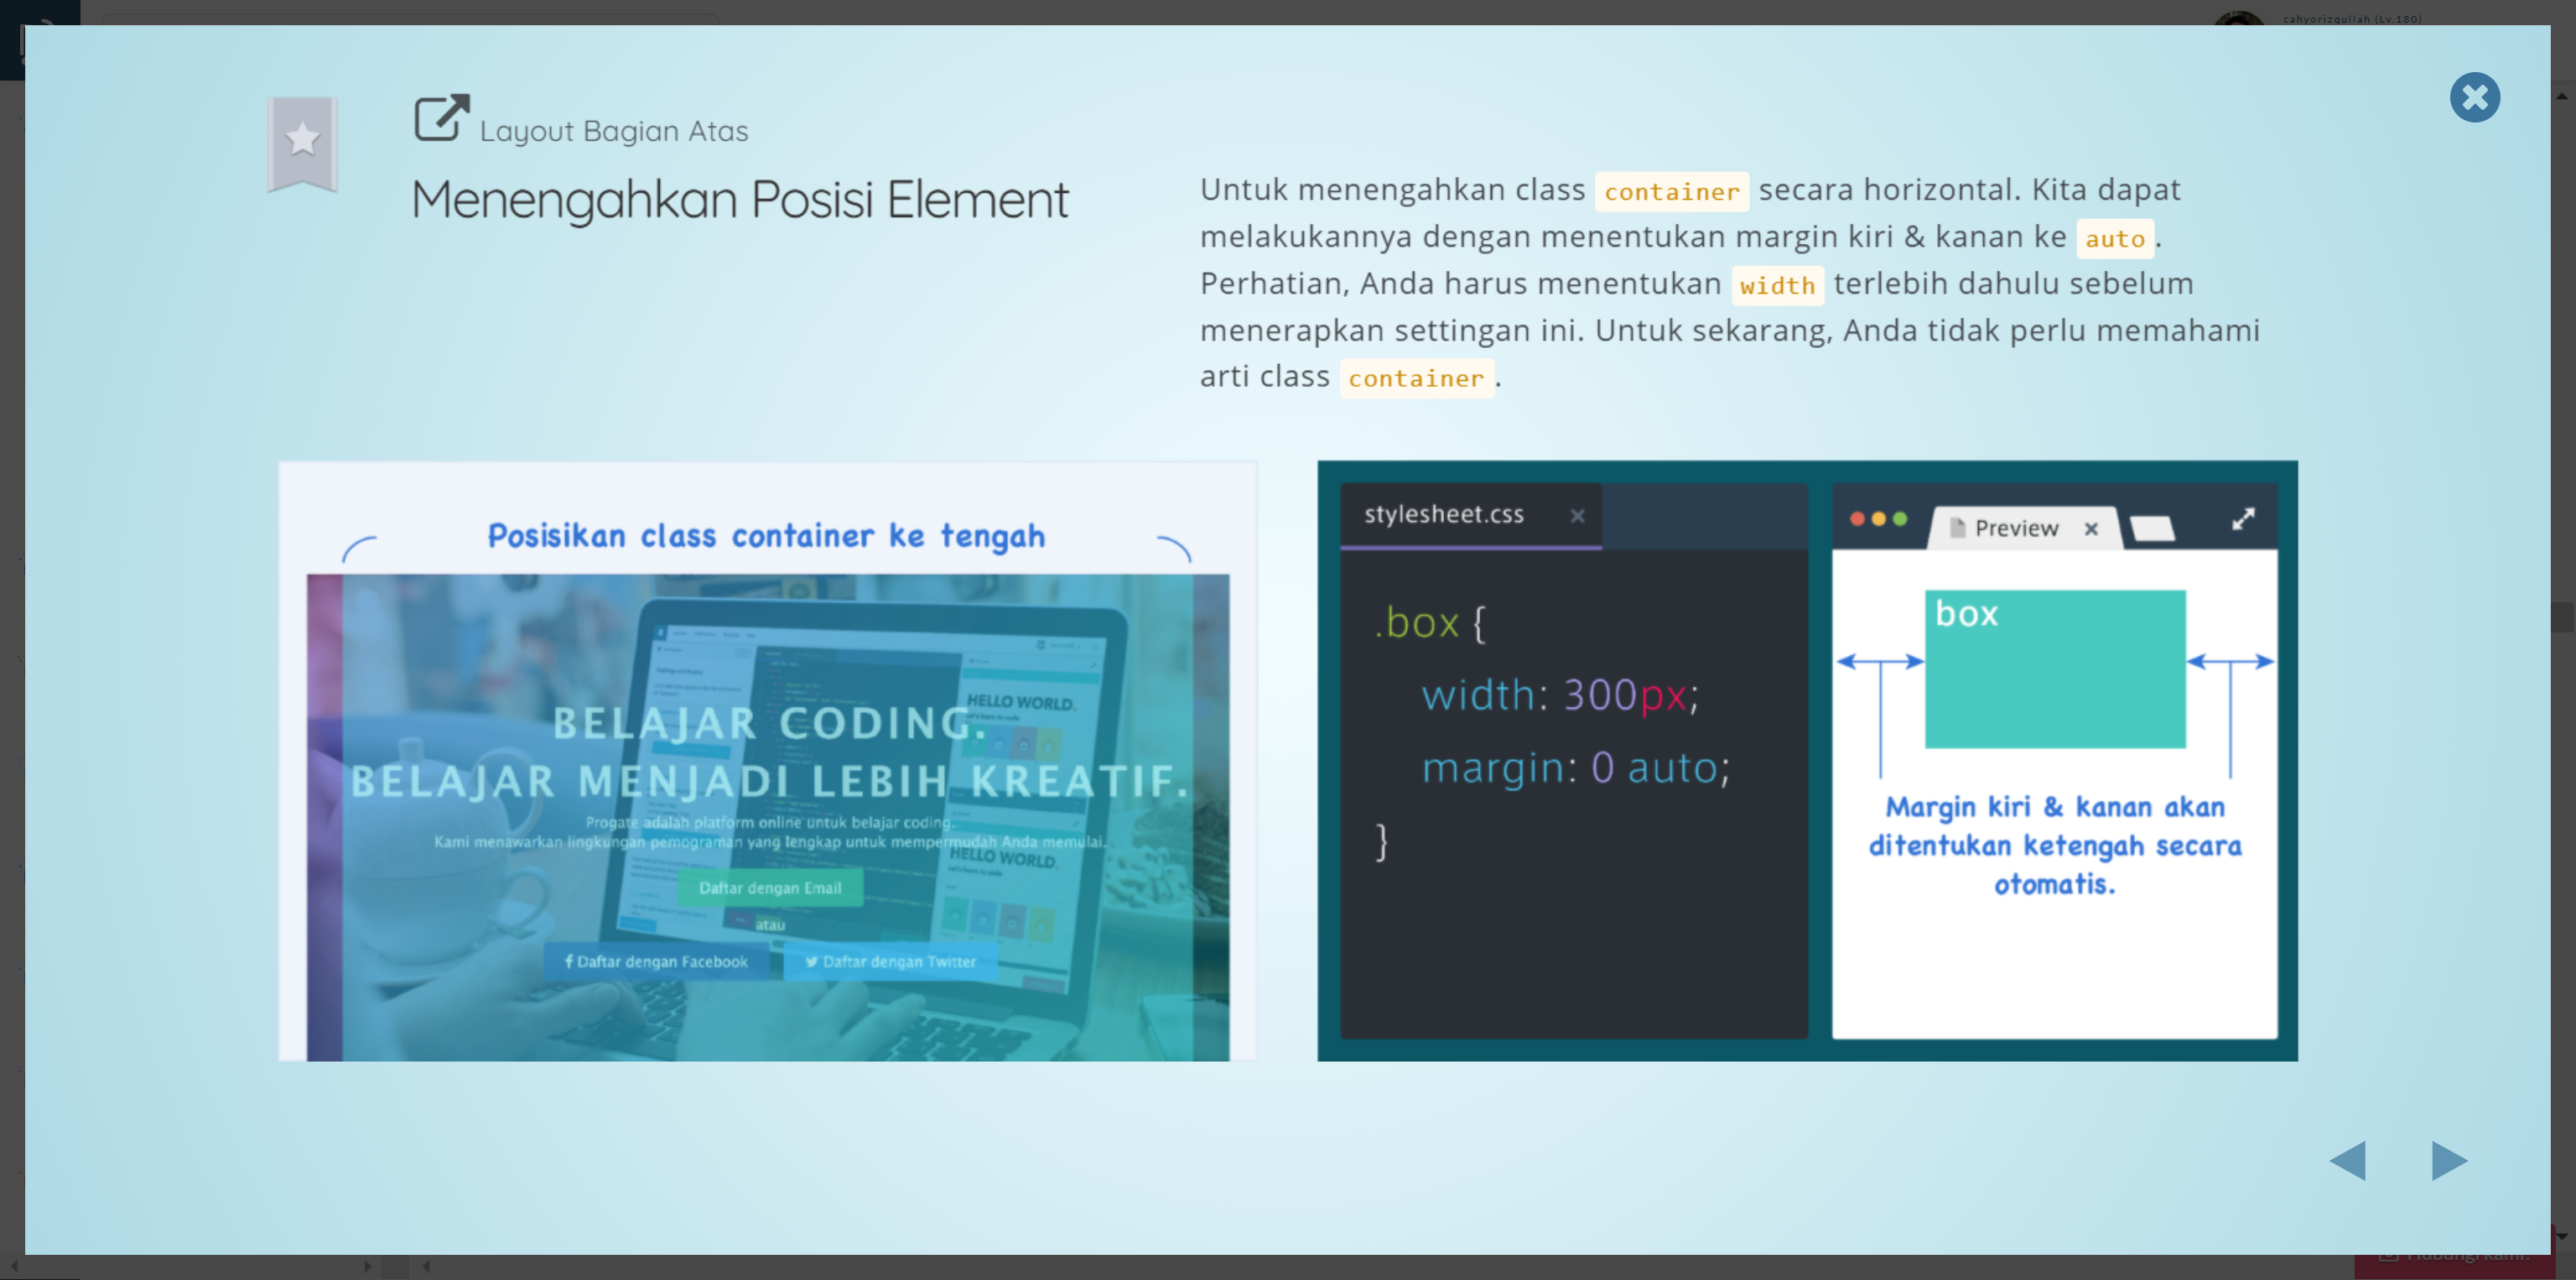 cahyorizqullah (Lv.180)
Layout Bagian Atas
Menengahkan Posisi Element
Untuk menengahkan class container secara horizontal. Kita dapat
melakukannya dengan menentukan margin kiri & kanan ke auto.
Perhatian, Anda harus menentukan width terlebih dahulu sebelum
menerapkan settingan ini. Untuk sekarang, Anda tidak perlu memahami
arti class container.
Posisikan class container ke tengah
HELLO WORLD.
BELAJAR CODING.
BELAJAR MENJADI LEBIH KREATIF.
Progate adalah platform online untuk belajar coding.
Kami menawarkan lingkungan pemograman yang lengkap untuk mempermudah Anda memulai.
HELLO WORLD.
Daftar dengan Email
atau
Daftar dengan Facebook
Daftar dengan Twitter
stylesheet.css
.box {
width: 300px;
margin: 0 auto;
}
Preview
box
Margin kiri & kanan akan
ditentukan ketengah secara
otomatis.